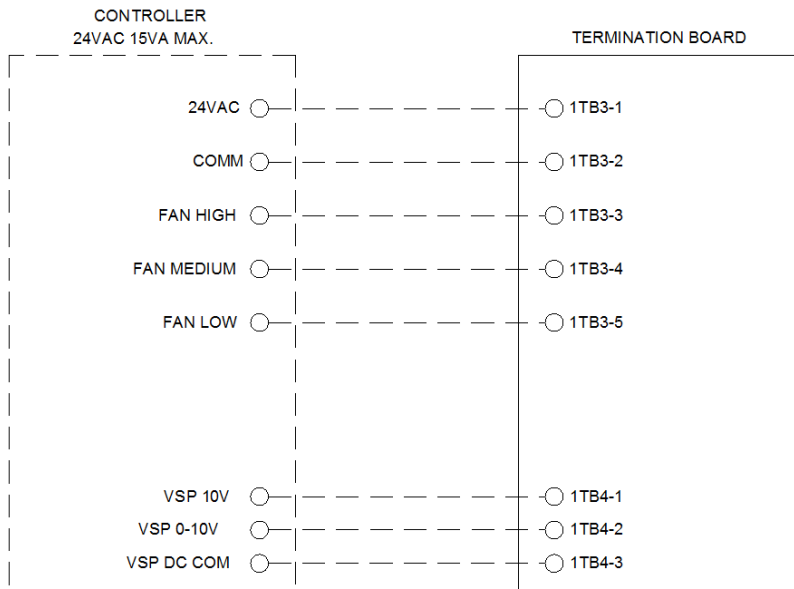 CONTROLLER
24VAC 15VA MAX.
TERMINATION BOARD
24VAC 1TB3-1
COMM 1TB3-2
FAN HIGH 1TB3-3
FAN MEDIUM 1TB3-4
FAN LOW 1TB3-5
VSP 10V 1TB4-1
VSP 0-10V 1TB4-2
VSP DC COM 1TB4-3